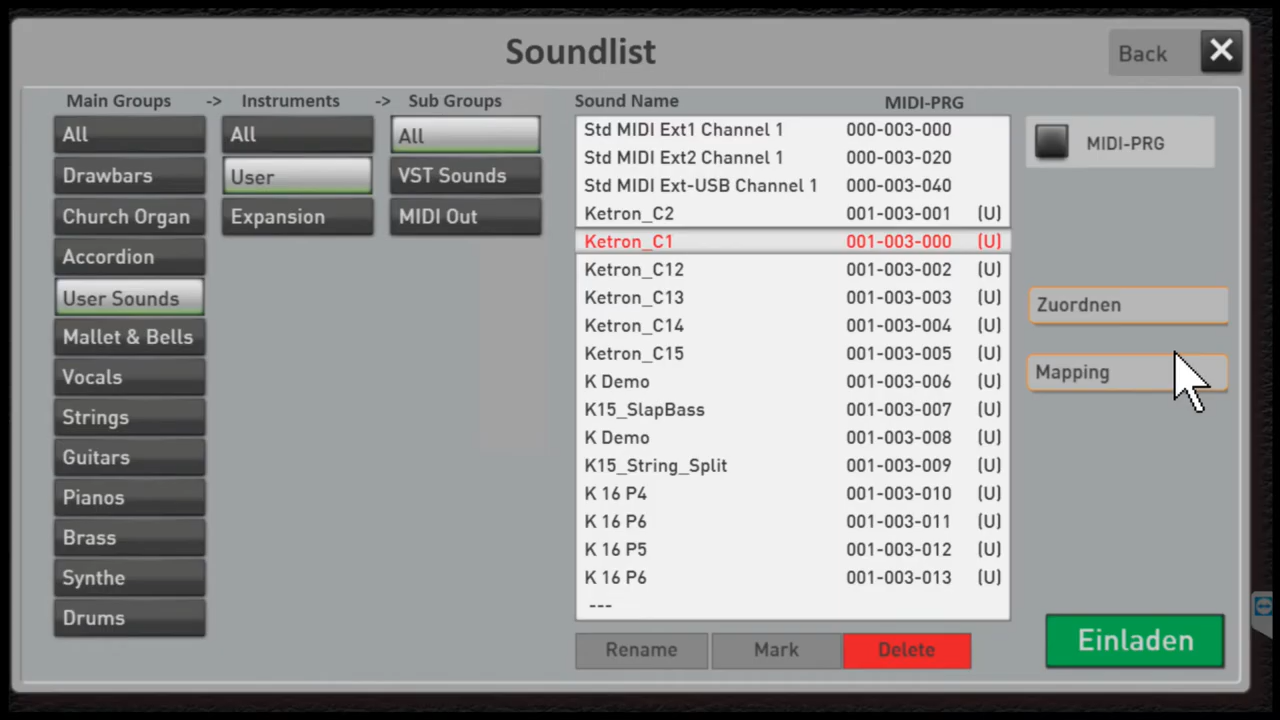 Soundlist
Back
Main Groups -> Instruments -> Sub Groups
All
Drawbars
Church Organ
Accordion
User Sounds
Mallet & Bells
Vocals
Strings
Guitars
Pianos
Brass
Synthe
Drums
All
User
Expansion
All
VST Sounds
MIDI Out
Sound Name MIDI-PRG
Std MIDI Ext1 Channel 1 000-003-000
Std MIDI Ext2 Channel 1 000-003-020
Std MIDI Ext-USB Channel 1 000-003-040
Ketron_C2 001-003-001 (U)
Ketron_C1 001-003-000 (U)
Ketron_C12 001-003-002 (U)
Ketron_C13 001-003-003 (U)
Ketron_C14 001-003-004 (U)
Ketron_C15 001-003-005 (U)
K Demo 001-003-006 (U)
K15_SlapBass 001-003-007 (U)
K Demo 001-003-008 (U)
K15_String_Split 001-003-009 (U)
K 16 P4 001-003-010 (U)
K 16 P6 001-003-011 (U)
K 16 P5 001-003-012 (U)
K 16 P6 001-003-013 (U)
---
Rename
Mark
Delete
MIDI-PRG
Zuordnen
Mapping
Einladen